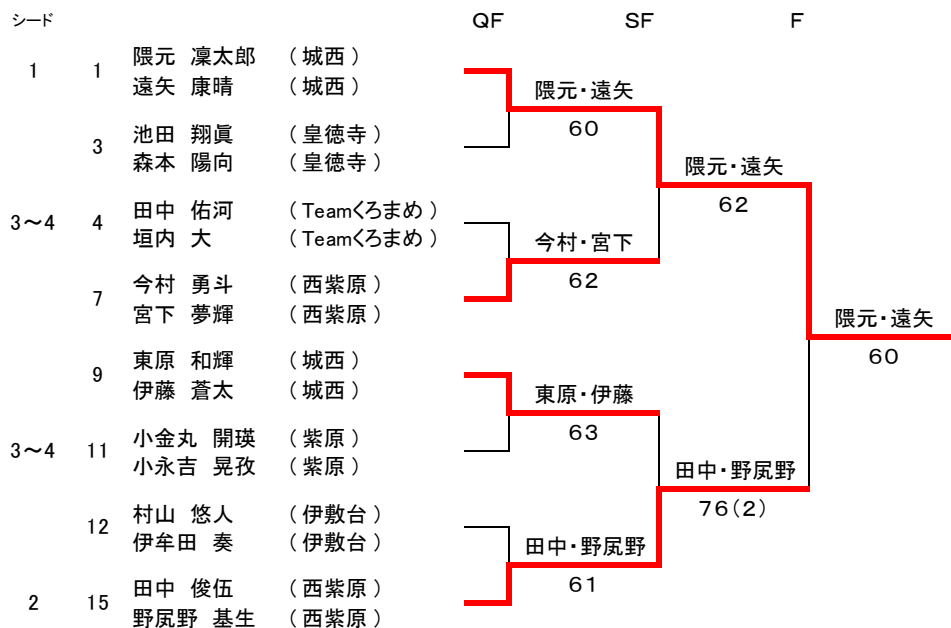 シード QF SF F
1 1 隈元 凜太郎 (城西)
遠矢 康晴 (城西)
隈元・遠矢
60
3 池田 翔眞 (皇徳寺)
森本 陽向 (皇徳寺)
隈元・遠矢
62
3～4 4 田中 佑河 (Teamくろまめ)
垣内 大 (Teamくろまめ)
今村・宮下
62
7 今村 勇斗 (西紫原)
宮下 夢輝 (西紫原)
隈元・遠矢
60
9 東原 和輝 (城西)
伊藤 蒼太 (城西)
東原・伊藤
63
3～4 11 小金丸 開瑛 (紫原)
小永吉 晃孜 (紫原)
田中・野尻野
76(2)
12 村山 悠人 (伊敷台)
伊牟田 奏 (伊敷台)
田中・野尻野
61
2 15 田中 俊伍 (西紫原)
野尻野 基生 (西紫原)